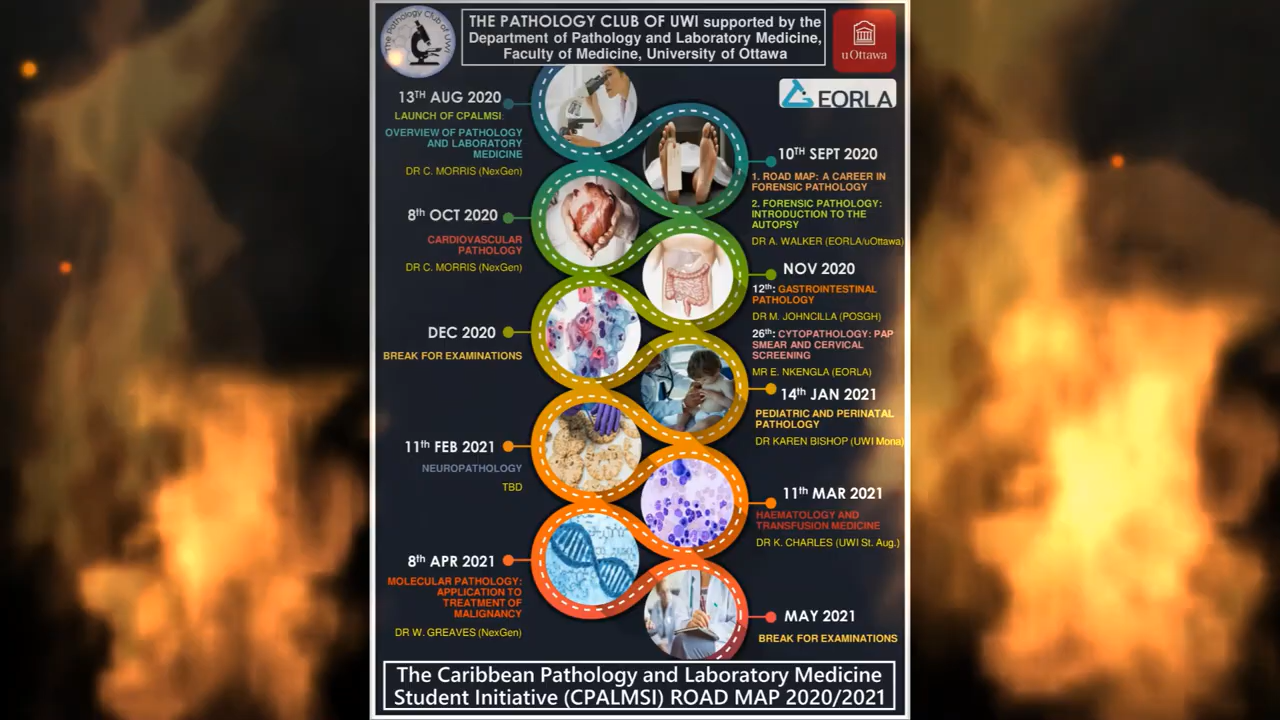 The Pathology Club of UWI
THE PATHOLOGY CLUB OF UWI supported by the
Department of Pathology and Laboratory Medicine,
Faculty of Medicine, University of Ottawa
uOttawa
EORLA
13TH AUG 2020
LAUNCH OF CPALMSI
OVERVIEW OF PATHOLOGY
AND LABORATORY
MEDICINE
DR C. MORRIS (NexGen)
10TH SEPT 2020
1. ROAD MAP: A CAREER IN
FORENSIC PATHOLOGY
2. FORENSIC PATHOLOGY:
INTRODUCTION TO THE
AUTOPSY
DR A. WALKER (EORLA/uOttawa)
8th OCT 2020
CARDIOVASCULAR
PATHOLOGY
DR C. MORRIS (NexGen)
NOV 2020
12th: GASTROINTESTINAL
PATHOLOGY
DR M. JOHNCILLA (POSGH)
26th: CYTOPATHOLOGY: PAP
SMEAR AND CERVICAL
SCREENING
MR E. NKENGLA (EORLA)
DEC 2020
BREAK FOR EXAMINATIONS
14th JAN 2021
PEDIATRIC AND PERINATAL
PATHOLOGY
DR KAREN BISHOP (UWI Mona)
11th FEB 2021
NEUROPATHOLOGY
TBD
11th MAR 2021
HAEMATOLOGY AND
TRANSFUSION MEDICINE
DR K. CHARLES (UWI St. Aug.)
8th APR 2021
MOLECULAR PATHOLOGY:
APPLICATION TO
TREATMENT OF
MALIGNANCY
DR W. GREAVES (NexGen)
MAY 2021
BREAK FOR EXAMINATIONS
The Caribbean Pathology and Laboratory Medicine
Student Initiative (CPALMSI) ROAD MAP 2020/2021